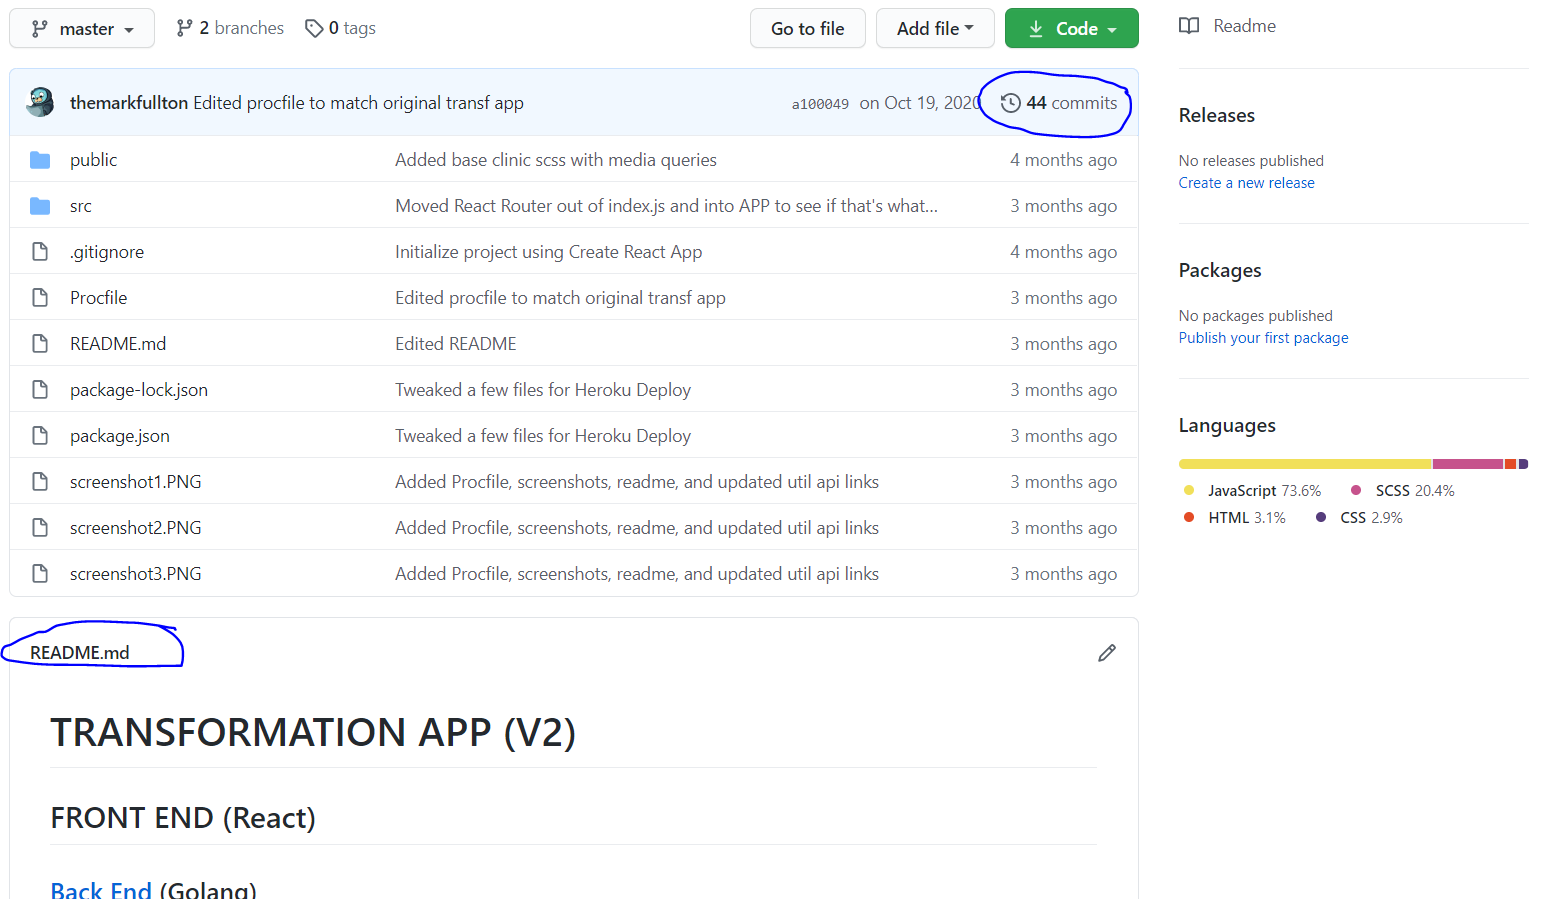 master 2 branches 0 tags Go to file Add file Code
themarkfullton Edited procfile to match original transf app a100049 on Oct 19, 2020 44 commits
public Added base clinic scss with media queries 4 months ago
src Moved React Router out of index.js and into APP to see if that's what... 3 months ago
.gitignore Initialize project using Create React App 4 months ago
Procfile Edited procfile to match original transf app 3 months ago
README.md Edited README 3 months ago
package-lock.json Tweaked a few files for Heroku Deploy 3 months ago
package.json Tweaked a few files for Heroku Deploy 3 months ago
screenshot1.PNG Added Procfile, screenshots, readme, and updated util api links 3 months ago
screenshot2.PNG Added Procfile, screenshots, readme, and updated util api links 3 months ago
screenshot3.PNG Added Procfile, screenshots, readme, and updated util api links 3 months ago
README.md
TRANSFORMATION APP (V2)
FRONT END (React)
Back End (Golang)
Readme
Releases
No releases published
Create a new release
Packages
No packages published
Publish your first package
Languages
JavaScript 73.6% SCSS 20.4%
HTML 3.1% CSS 2.9%